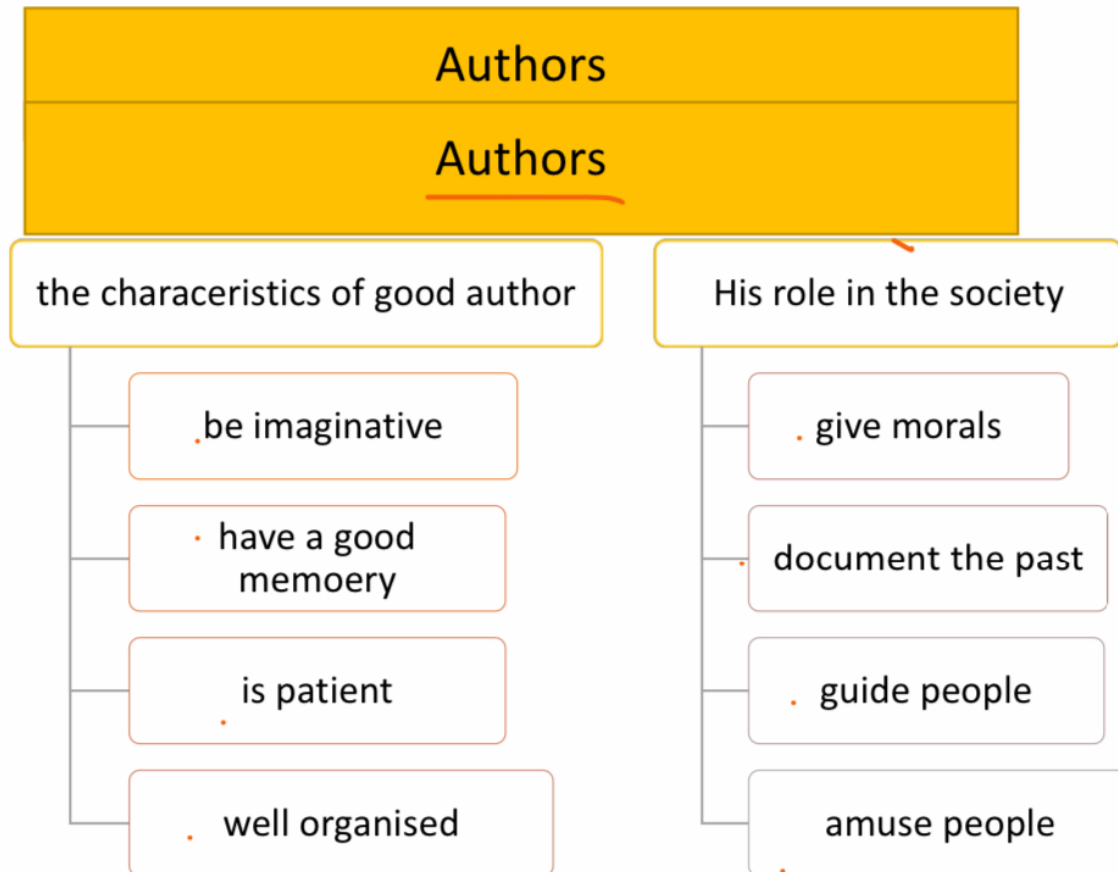 Authors
Authors
the characeristics of good author
be imaginative
have a good
memoery
is patient
well organised
His role in the society
give morals
document the past
guide people
amuse people